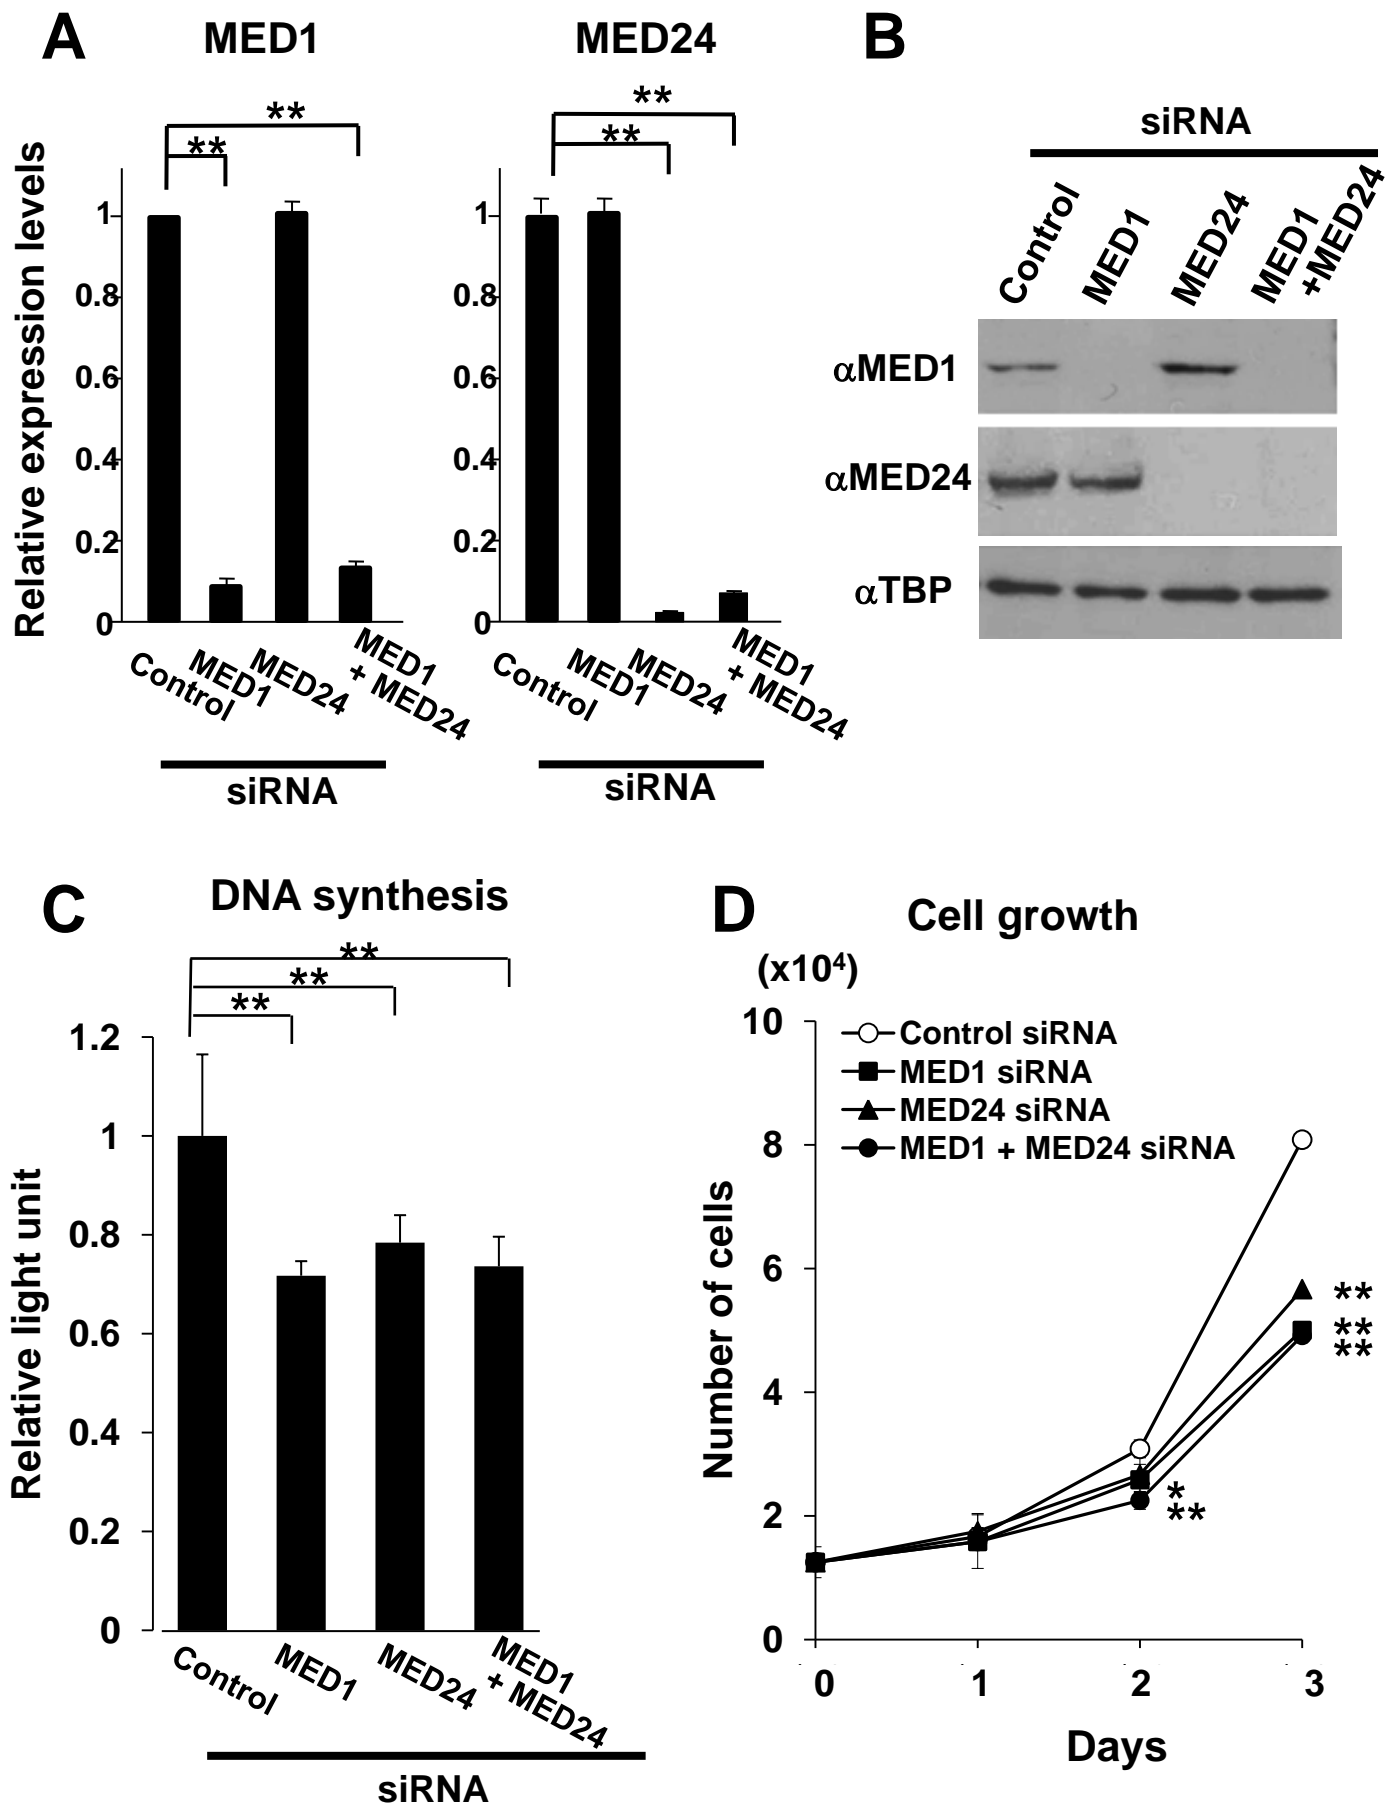 A
MED1
MED24
**
**
**
**
Relative expression levels
1
0.8
0.6
0.4
0.2
0
1
0.8
0.6
0.4
0.2
0
Control
MED1
MED24
MED1
+ MED24
siRNA
Control
MED1
MED24
MED1
+ MED24
siRNA
B
siRNA
Control
MED1
MED24
MED1
+MED24
αMED1
αMED24
αTBP
C
DNA synthesis
**
**
**
Relative light unit
1.2
1
0.8
0.6
0.4
0.2
0
Control
MED1
MED24
MED1
+ MED24
siRNA
D
Cell growth
(x10⁴)
Number of cells
10
8
6
4
2
0
Control siRNA
MED1 siRNA
MED24 siRNA
MED1 + MED24 siRNA
**
**
**
*
**
0
1
2
3
Days